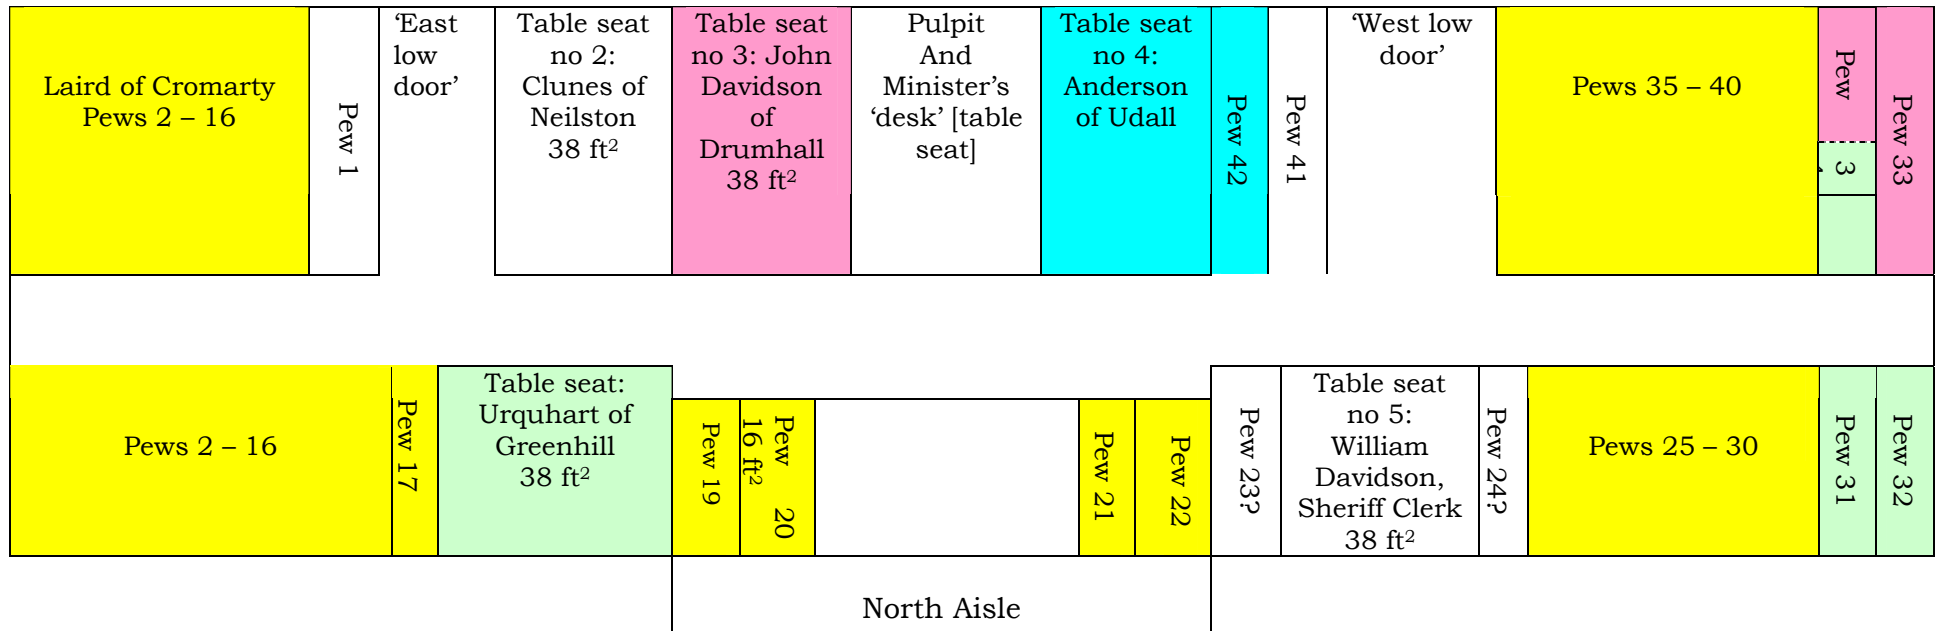 Laird of Cromarty
Pews 2 – 16
Pew 1
‘East
low
door’
Table seat
no 2:
Clunes of
Neilston
38 ft²
Table seat
no 3: John
Davidson
of
Drumhall
38 ft²
Pulpit
And
Minister’s
‘desk’ [table
seat]
Table seat
no 4:
Anderson
of Udall
Pew 42
Pew 41
‘West low
door’
Pews 35 – 40
Pew
3
Pew 33
Pews 2 – 16
Pew 17
Table seat:
Urquhart of
Greenhill
38 ft²
Pew 19
Pew 20
16 ft²
Pew 21
Pew 22
Pew 23?
Table seat
no 5:
William
Davidson,
Sheriff Clerk
38 ft²
Pew 24?
Pews 25 – 30
Pew 31
Pew 32
North Aisle